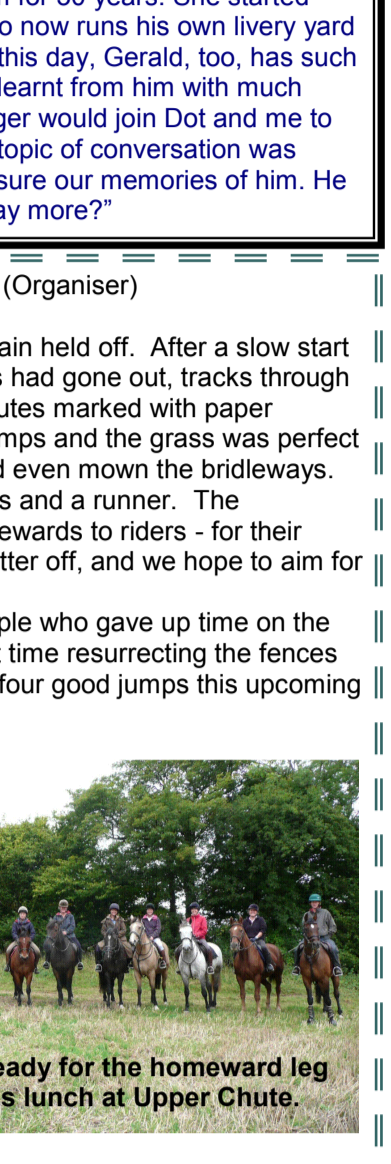 for 50 years. She started
o now runs his own livery yard
this day, Gerald, too, has such
learnt from him with much
ger would join Dot and me to
topic of conversation was
sure our memories of him. He
ay more?”
(Organiser)
ain held off. After a slow start
s had gone out, tracks through
utes marked with paper
mps and the grass was perfect
d even mown the bridleways.
s and a runner. The
ewards to riders - for their
tter off, and we hope to aim for
ple who gave up time on the
t time resurrecting the fences
four good jumps this upcoming
eady for the homeward leg
s lunch at Upper Chute.